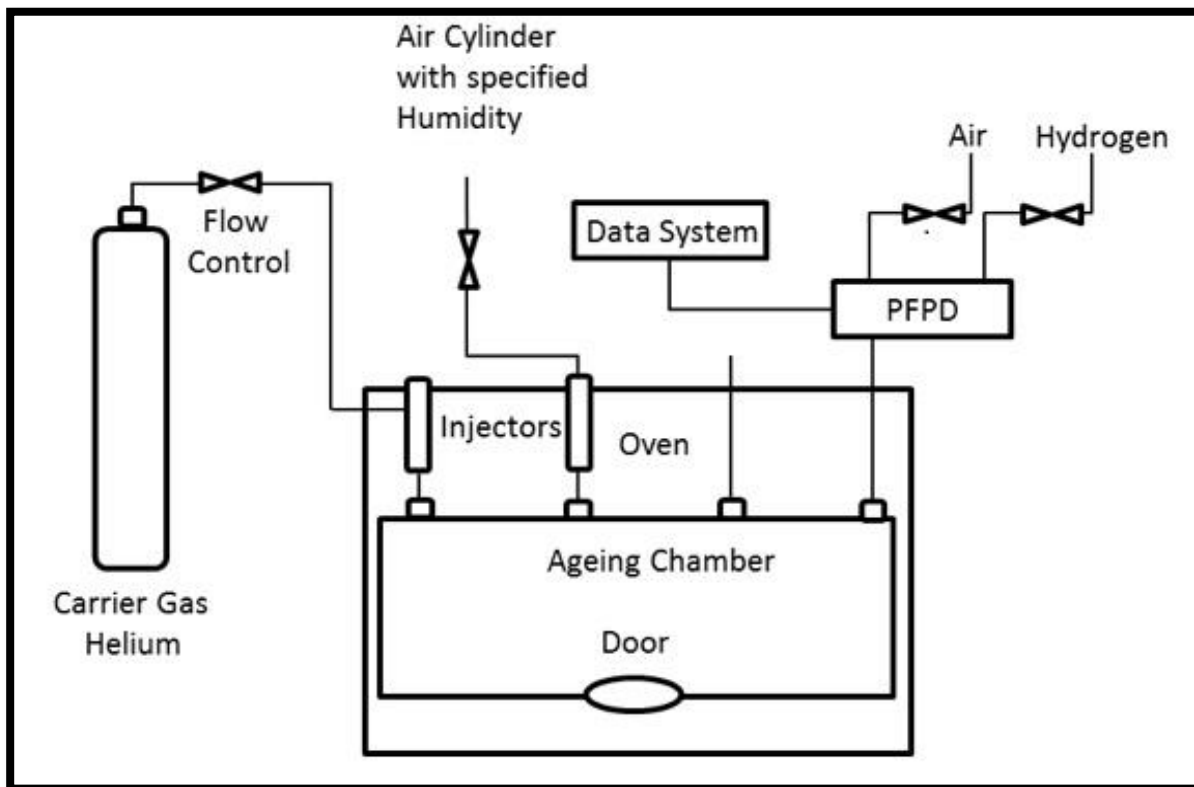 Air Cylinder
with specified
Humidity
Air
Hydrogen
Flow
Control
Data System
PFPD
Injectors
Oven
Ageing Chamber
Carrier Gas
Helium
Door